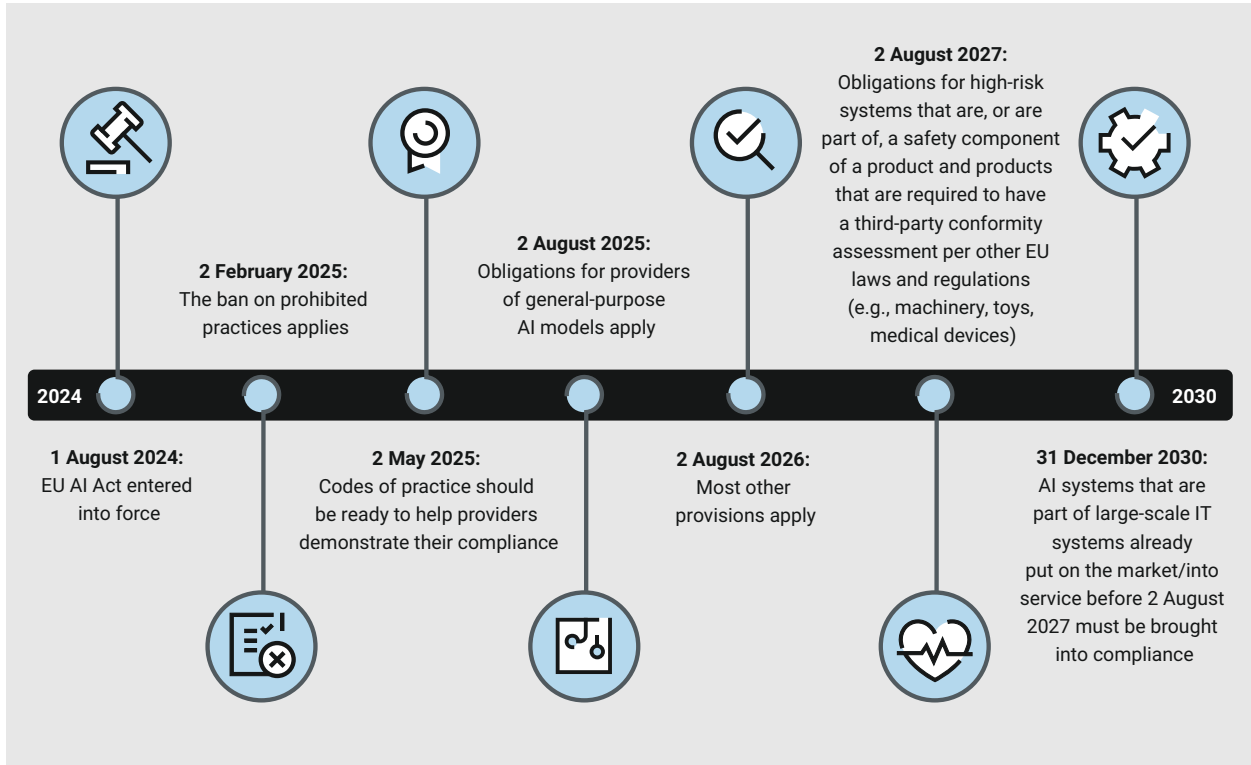 2024
1 August 2024:
EU AI Act entered
into force
2 February 2025:
The ban on prohibited
practices applies
2 May 2025:
Codes of practice should
be ready to help providers
demonstrate their compliance
2 August 2025:
Obligations for providers
of general-purpose
AI models apply
2 August 2026:
Most other
provisions apply
2 August 2027:
Obligations for high-risk
systems that are, or are
part of, a safety component
of a product and products
that are required to have
a third-party conformity
assessment per other EU
laws and regulations
(e.g., machinery, toys,
medical devices)
31 December 2030:
AI systems that are
part of large-scale IT
systems already
put on the market/into
service before 2 August
2027 must be brought
into compliance
2030